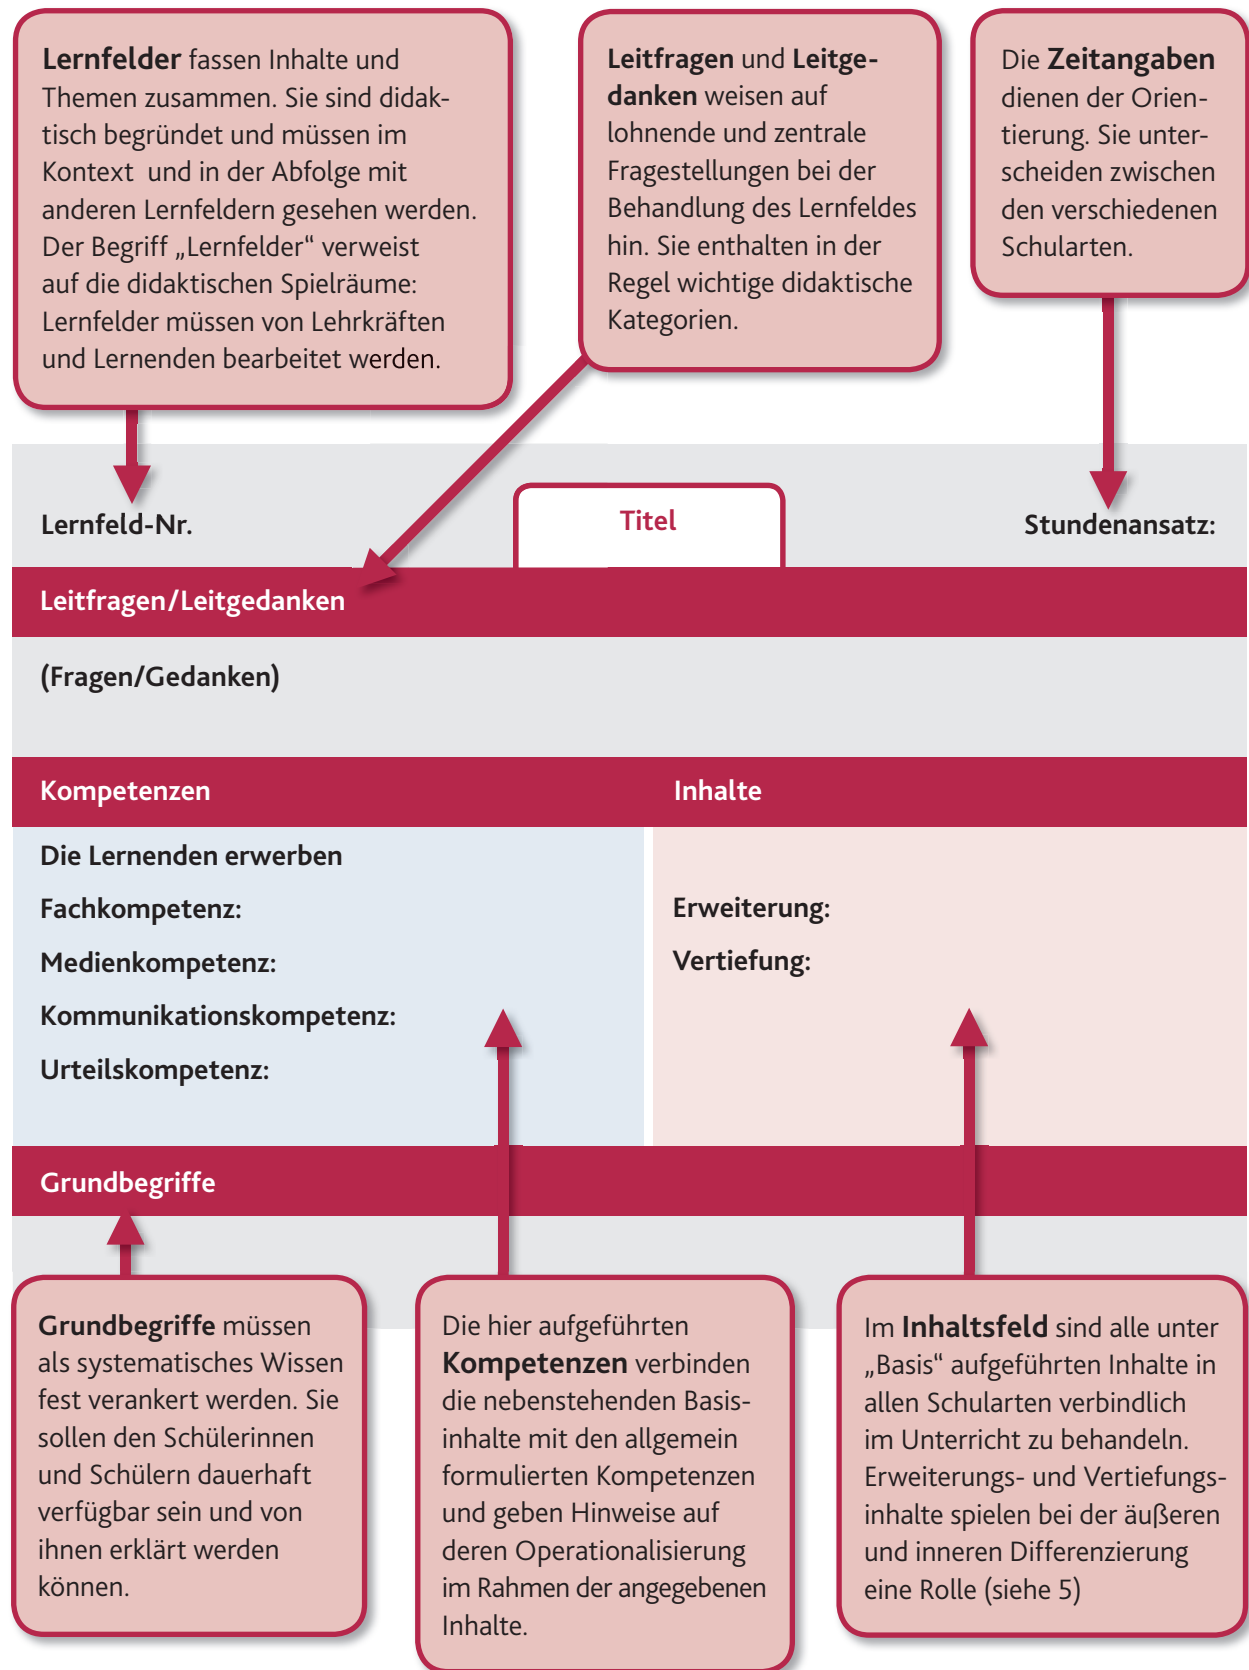 Lernfelder fassen Inhalte und
Themen zusammen. Sie sind didak-
tisch begründet und müssen im
Kontext und in der Abfolge mit
anderen Lernfeldern gesehen werden.
Der Begriff „Lernfelder“ verweist
auf die didaktischen Spielräume:
Lernfelder müssen von Lehrkräften
und Lernenden bearbeitet werden.
Leitfragen und Leitge-
danken weisen auf
lohnende und zentrale
Fragestellungen bei der
Behandlung des Lernfeldes
hin. Sie enthalten in der
Regel wichtige didaktische
Kategorien.
Die Zeitangaben
dienen der Orien-
tierung. Sie unter-
scheiden zwischen
den verschiedenen
Schularten.
Lernfeld-Nr.
Titel
Stundenansatz:
Leitfragen/Leitgedanken
(Fragen/Gedanken)
Kompetenzen
Inhalte
Die Lernenden erwerben
Fachkompetenz:
Medienkompetenz:
Kommunikationskompetenz:
Urteilskompetenz:
Erweiterung:
Vertiefung:
Grundbegriffe
Grundbegriffe müssen
als systematisches Wissen
fest verankert werden. Sie
sollen den Schülerinnen
und Schülern dauerhaft
verfügbar sein und von
ihnen erklärt werden
können.
Die hier aufgeführten
Kompetenzen verbinden
die nebenstehenden Basis-
inhalte mit den allgemein
formulierten Kompetenzen
und geben Hinweise auf
deren Operationalisierung
im Rahmen der angegebenen
Inhalte.
Im Inhaltsfeld sind alle unter
„Basis“ aufgeführten Inhalte in
allen Schularten verbindlich
im Unterricht zu behandeln.
Erweiterungs- und Vertiefungs-
inhalte spielen bei der äußeren
und inneren Differenzierung
eine Rolle (siehe 5)